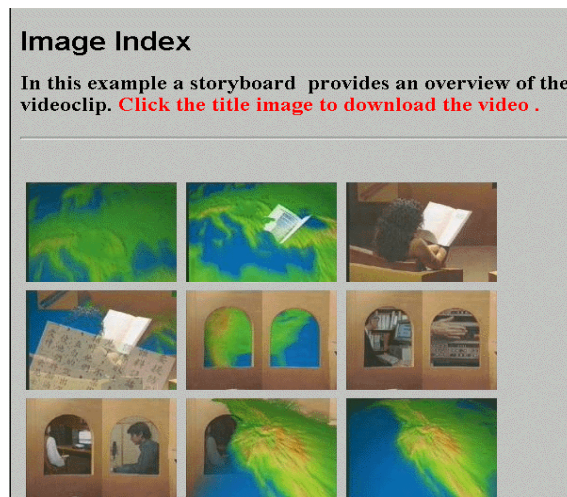 Image Index
In this example a storyboard provides an overview of the
videoclip. Click the title image to download the video .